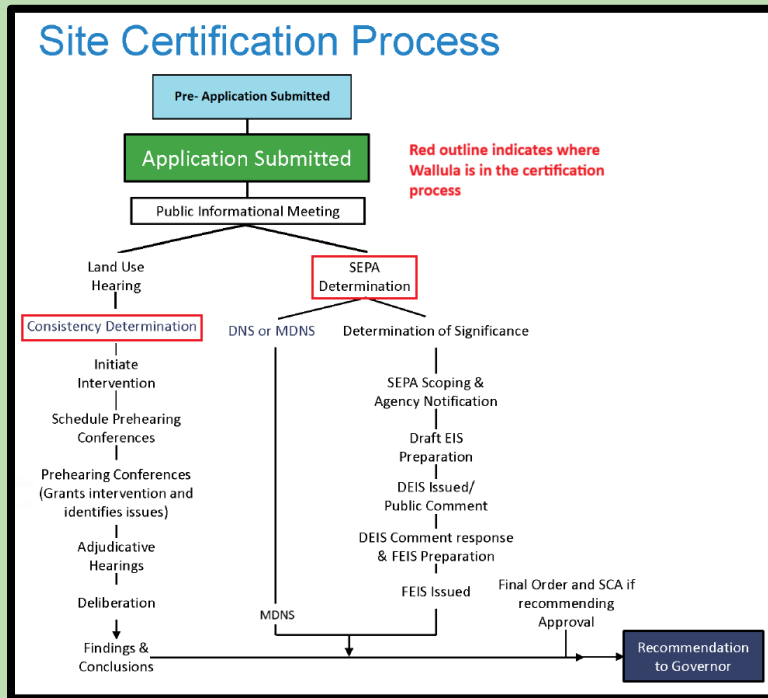 Site Certification Process
Pre- Application Submitted
Application Submitted
Red outline indicates where
Wallula is in the certification
process
Public Informational Meeting
Land Use
Hearing
SEPA
Determination
Consistency Determination
DNS or MDNS
Determination of Significance
Initiate
Intervention
SEPA Scoping &
Agency Notification
Schedule Prehearing
Conferences
Draft EIS
Preparation
Prehearing Conferences
(Grants intervention and
identifies issues)
DEIS Issued/
Public Comment
Adjudicative
Hearings
DEIS Comment response
& FEIS Preparation
Deliberation
FEIS Issued
MDNS
Final Order and SCA if
recommending
Approval
Findings &
Conclusions
Recommendation
to Governor